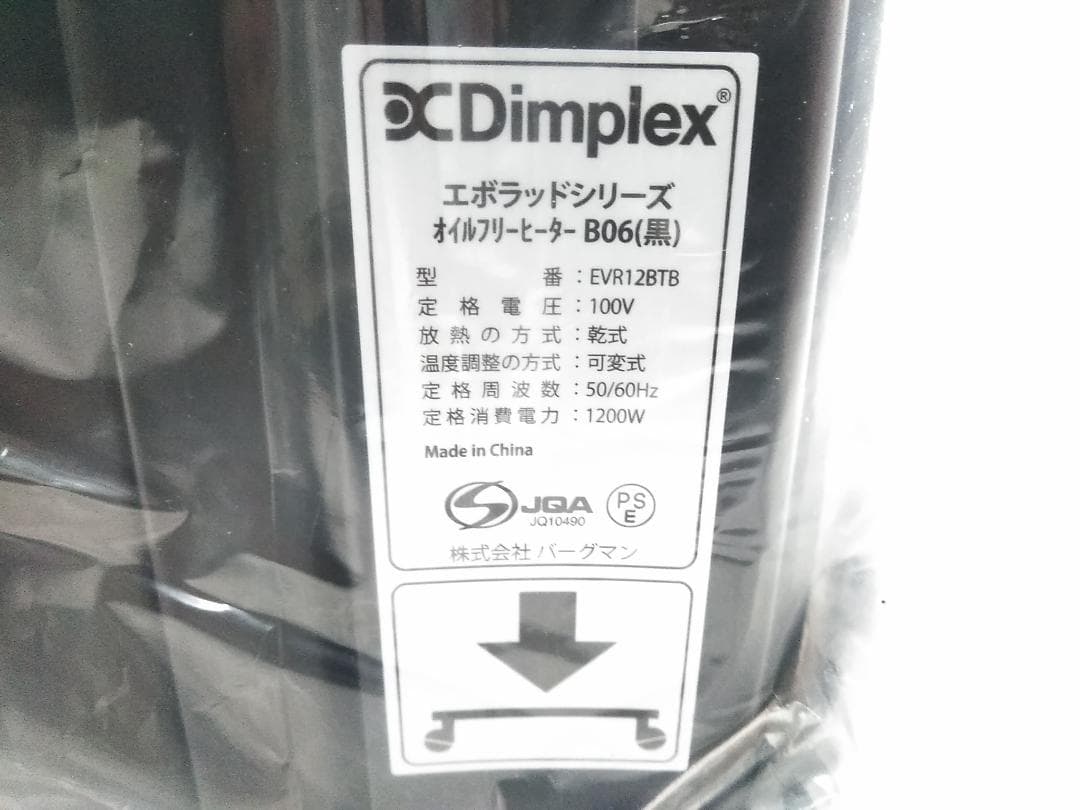 Dimplex®
エボラッドシリーズ
オイルフリーヒーター B06(黒)
型番：EVR12BTB
定格電圧：100V
放熱の方式：乾式
温度調整の方式：可変式
定格周波数：50/60Hz
定格消費電力：1200W
Made in China
JQA
JQ10490
PS
E
株式会社 バーグマン